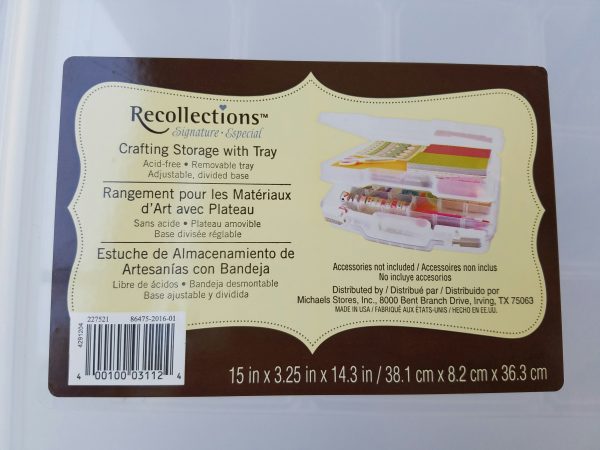 Recollections™
Signature • Especial
Crafting Storage with Tray
Acid-free • Removable tray
Adjustable, divided base
Rangement pour les Matériaux
d'Art avec Plateau
Sans acide • Plateau amovible
Base divisée réglable
Estuche de Almacenamiento de
Artesanías con Bandeja
Libre de ácidos • Bandeja desmontable
Base ajustable y dividida
Accessories not included / Accessoires non inclus
No incluye accesorios
Distributed by / Distribué par / Distribuido por
Michaels Stores, Inc., 8000 Bent Branch Drive, Irving, TX 75063
MADE IN USA / FABRIQUÉ AUX ÉTATS-UNIS / HECHO EN EE.UU.
227521 86475-2016-01
4291204
4 00100 03112 4
15 in x 3.25 in x 14.3 in / 38.1 cm x 8.2 cm x 36.3 cm